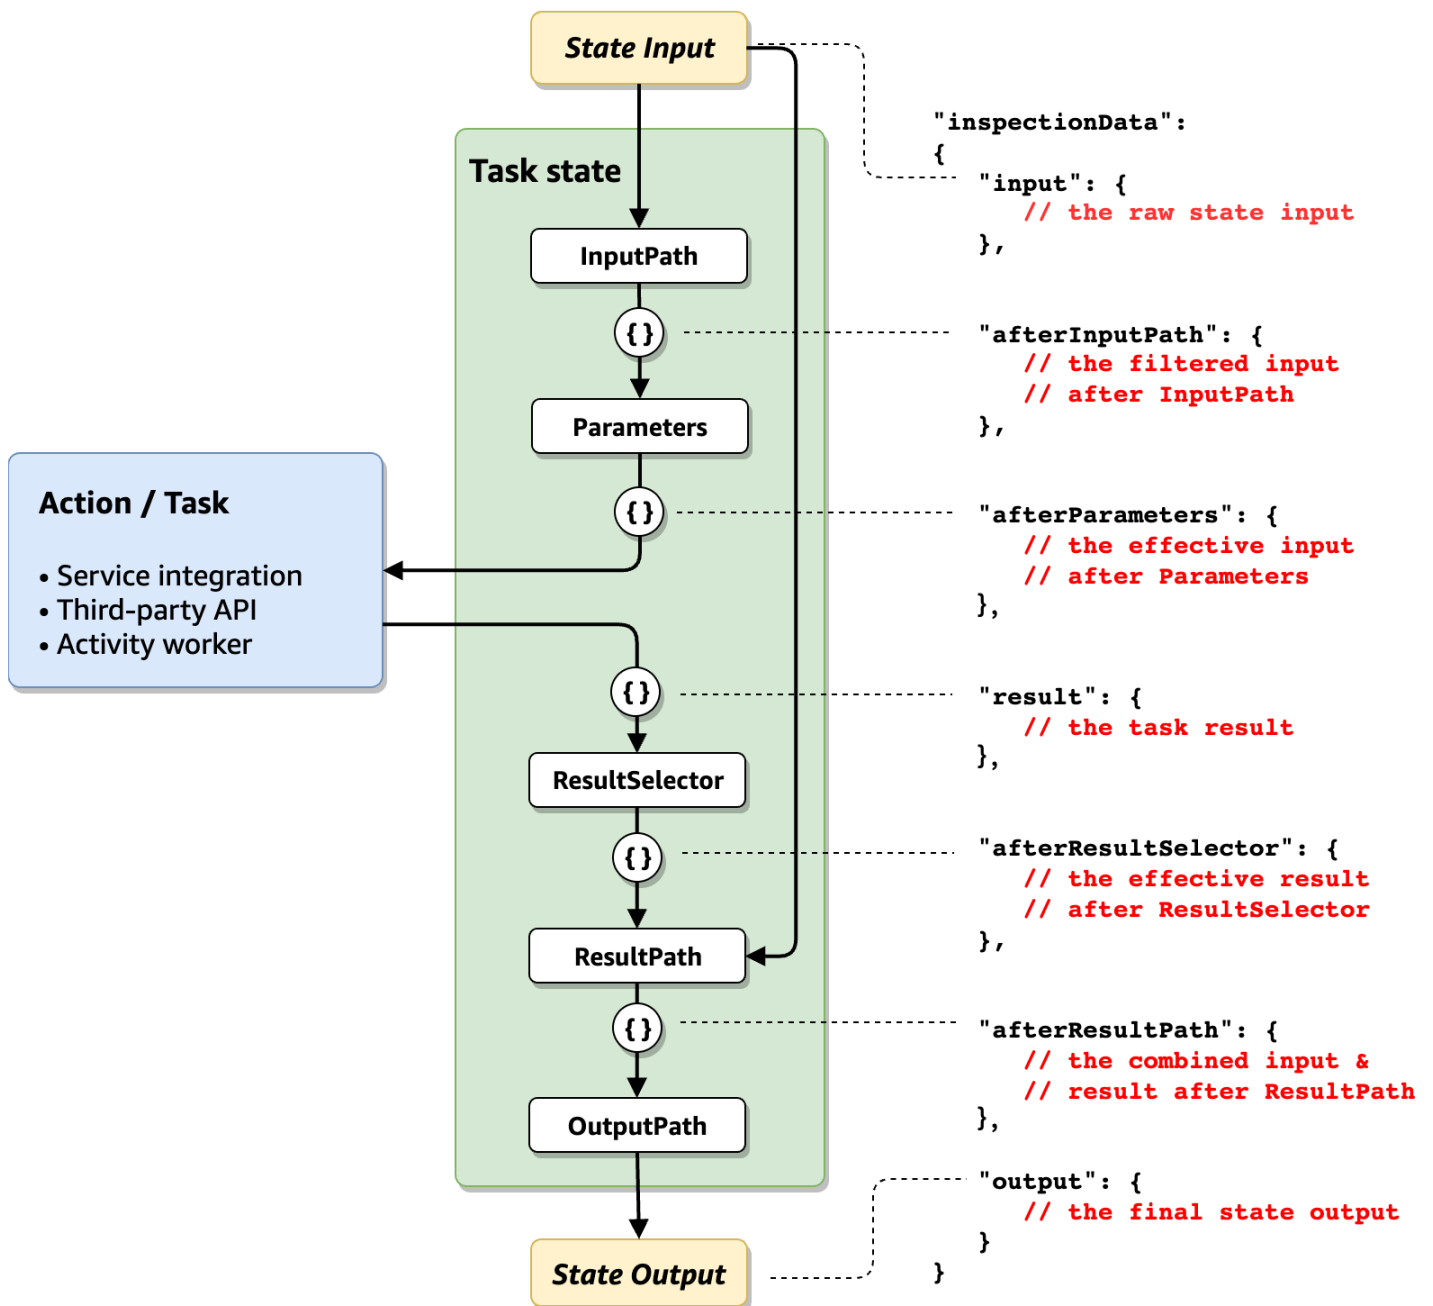 State Input
Task state
InputPath
{ }
Parameters
{ }
Action / Task
• Service integration
• Third-party API
• Activity worker
{ }
ResultSelector
{ }
ResultPath
{ }
OutputPath
State Output
"inspectionData":
{
"input": {
// the raw state input
},
"afterInputPath": {
// the filtered input
// after InputPath
},
"afterParameters": {
// the effective input
// after Parameters
},
"result": {
// the task result
},
"afterResultSelector": {
// the effective result
// after ResultSelector
},
"afterResultPath": {
// the combined input &
// result after ResultPath
},
"output": {
// the final state output
}
}